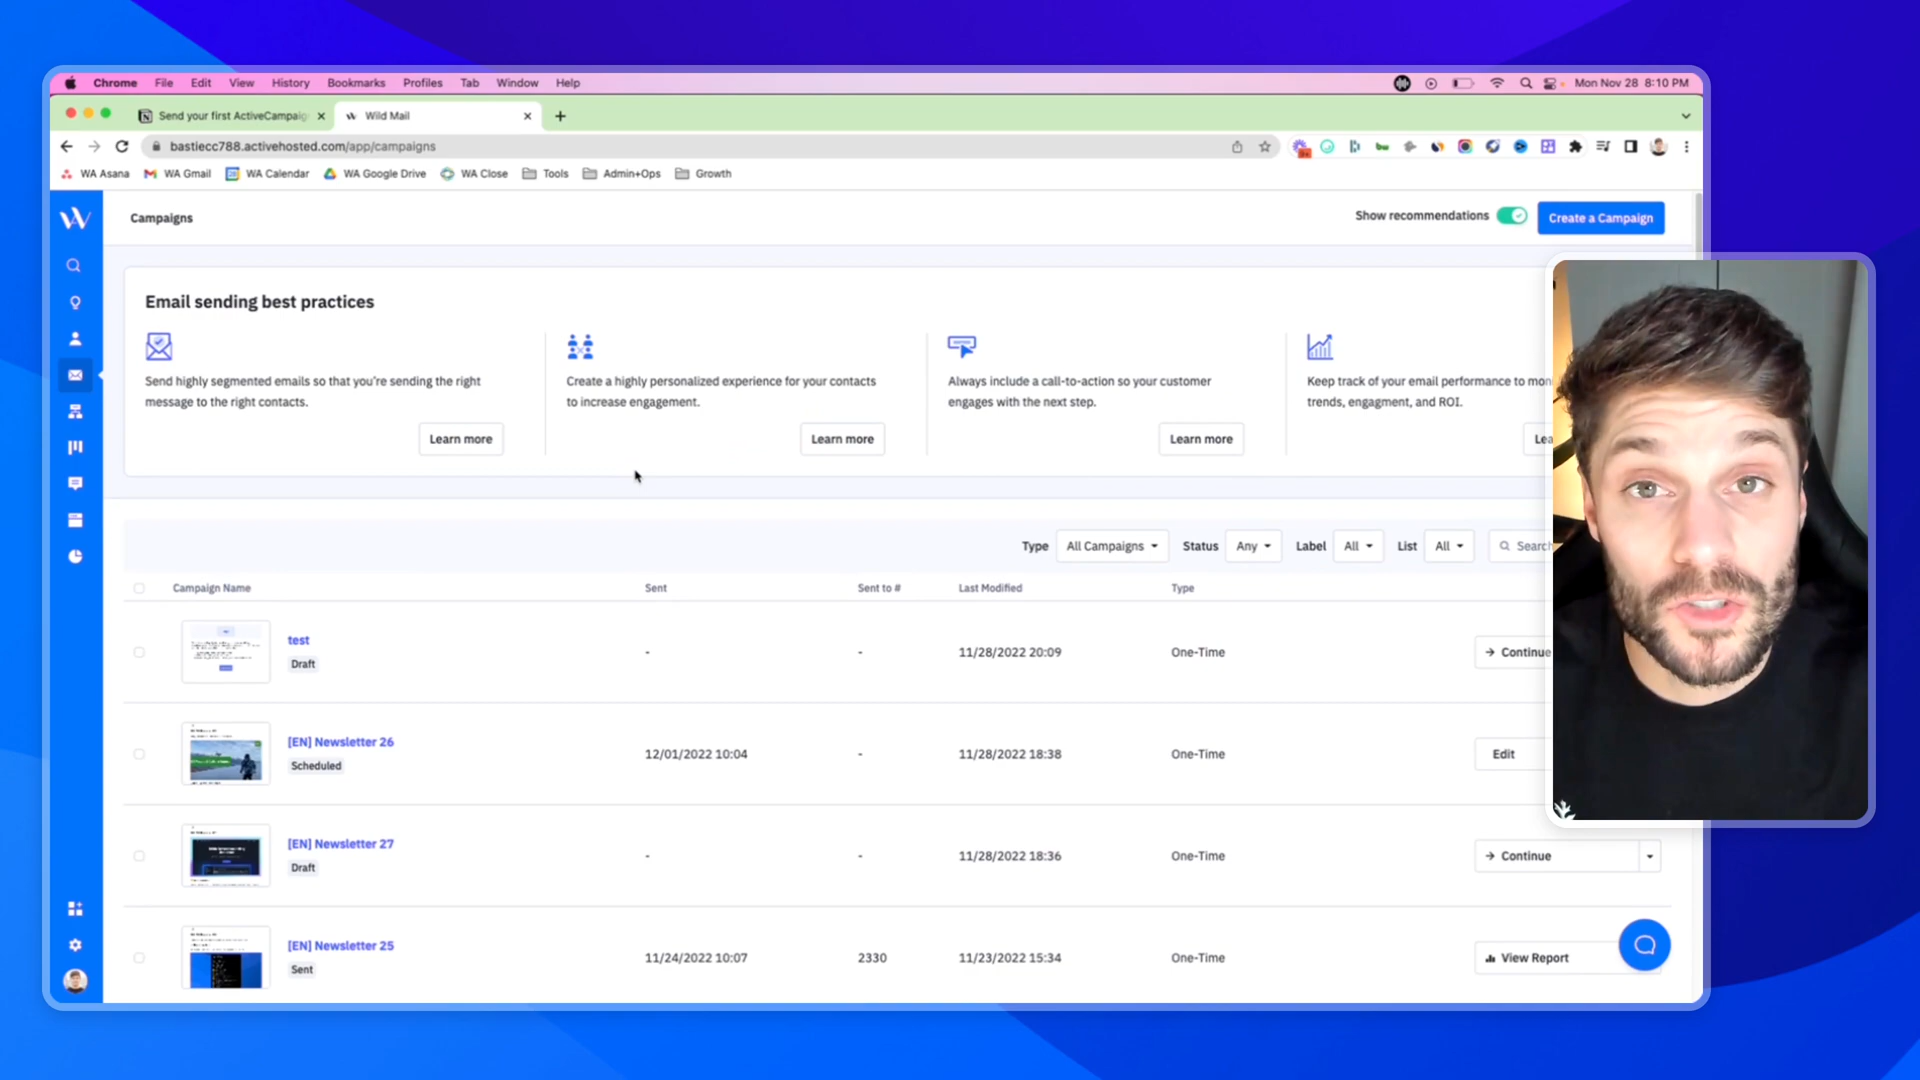 Chrome File Edit View History Bookmarks Profiles Tab Window Help Mon Nov 28 8:10 PM
Send your first ActiveCampaig Wild Mail
bastiecc788.activehosted.com/app/campaigns
WA Asana WA Gmail WA Calendar WA Google Drive WA Close Tools Admin+Ops Growth
Campaigns Show recommendations Create a Campaign
Email sending best practices
Send highly segmented emails so that you're sending the right
message to the right contacts.
Learn more
Create a highly personalized experience for your contacts
to increase engagement.
Learn more
Always include a call-to-action so your customer
engages with the next step.
Learn more
Keep track of your email performance to mon
trends, engagment, and ROI.
Lea
Type All Campaigns Status Any Label All List All Search
Campaign Name Sent Sent to # Last Modified Type
test
Draft
- - 11/28/2022 20:09 One-Time Continue
[EN] Newsletter 26
Scheduled
12/01/2022 10:04 - 11/28/2022 18:38 One-Time Edit
[EN] Newsletter 27
Draft
- - 11/28/2022 18:36 One-Time Continue
[EN] Newsletter 25
Sent
11/24/2022 10:07 2330 11/23/2022 15:34 One-Time View Report